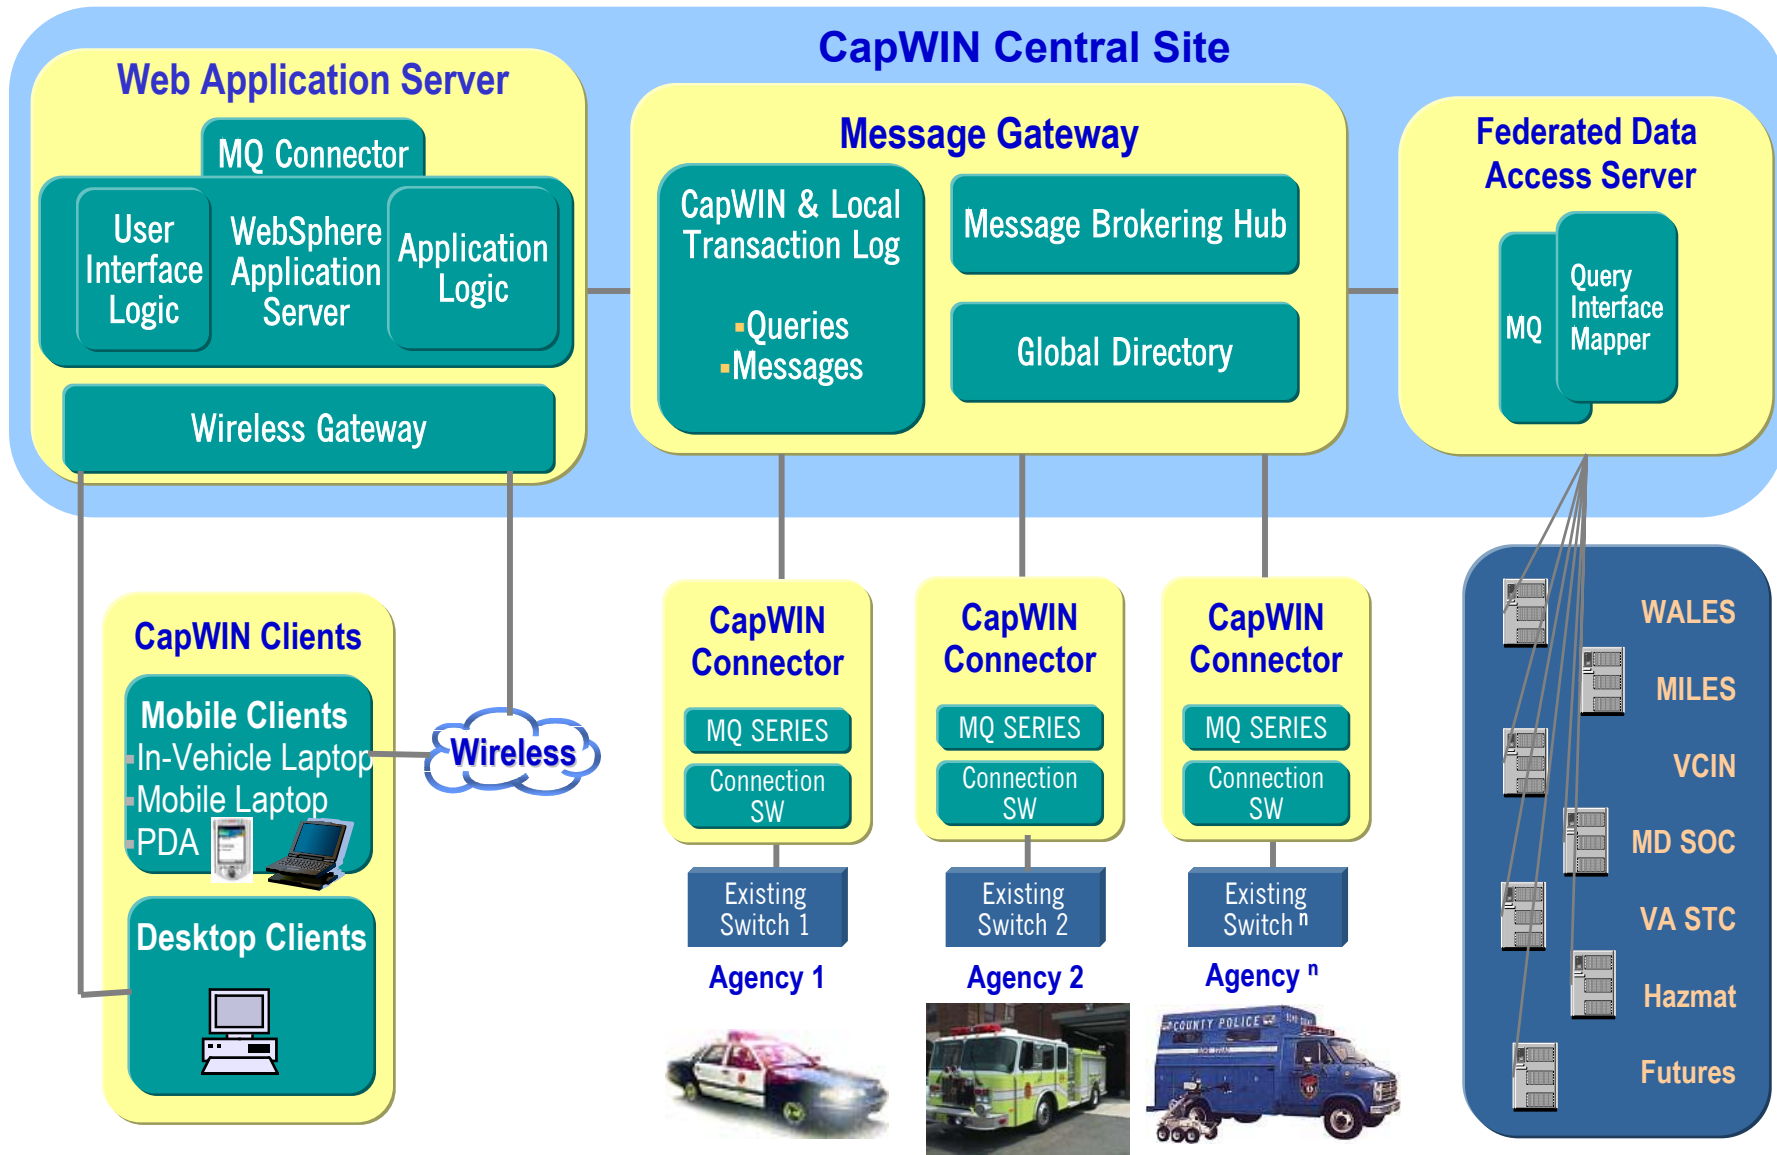 CapWIN Central Site
Web Application Server
MQ Connector
User
Interface
Logic
WebSphere
Application
Server
Application
Logic
Wireless Gateway
Message Gateway
CapWIN & Local
Transaction Log
▪Queries
▪Messages
Message Brokering Hub
Global Directory
Federated Data
Access Server
MQ
Query
Interface
Mapper
CapWIN Clients
Mobile Clients
▪In-Vehicle Laptop
▪Mobile Laptop
▪PDA
Desktop Clients
Wireless
CapWIN
Connector
MQ SERIES
Connection
SW
Existing
Switch 1
Agency 1
CapWIN
Connector
MQ SERIES
Connection
SW
Existing
Switch 2
Agency 2
CapWIN
Connector
MQ SERIES
Connection
SW
Existing
Switch n
Agency n
COUNTY POLICE
WALES
MILES
VCIN
MD SOC
VA STC
Hazmat
Futures